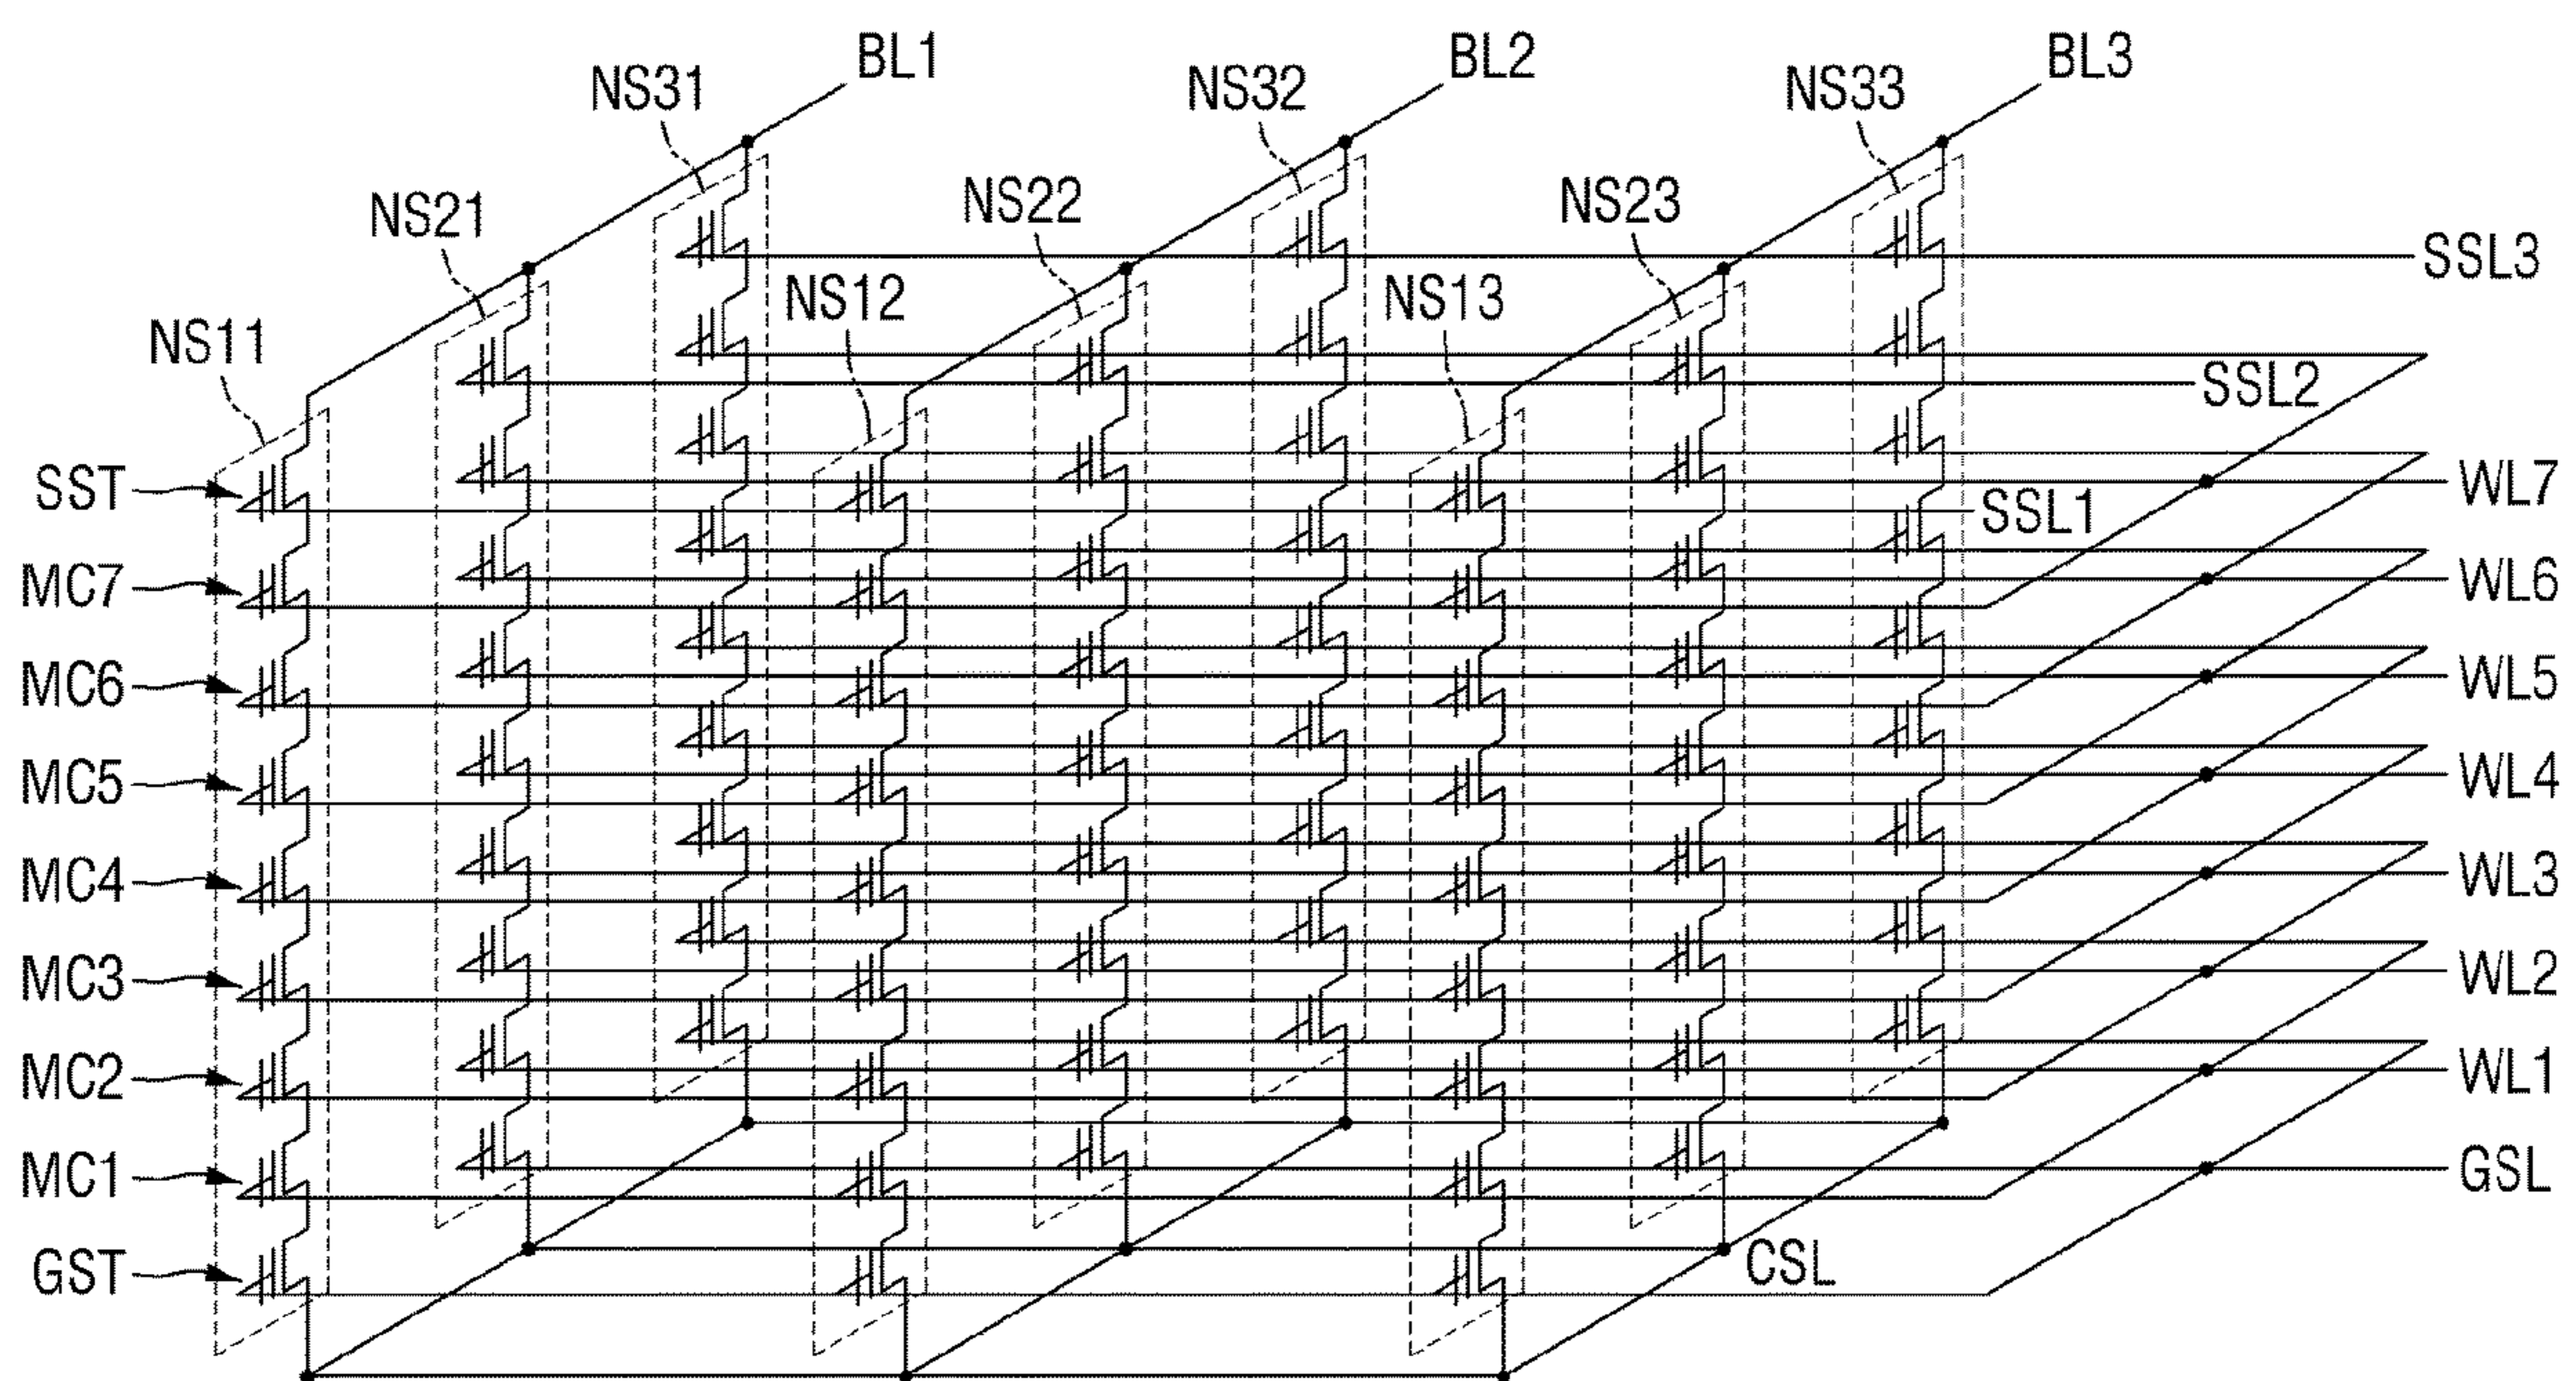 BL1
BL2
BL3
NS31
NS32
NS33
NS21
NS22
NS23
NS11
NS12
NS13
SSL3
SSL2
SSL1
SST
MC7
MC6
MC5
MC4
MC3
MC2
MC1
GST
WL7
WL6
WL5
WL4
WL3
WL2
WL1
GSL
CSL